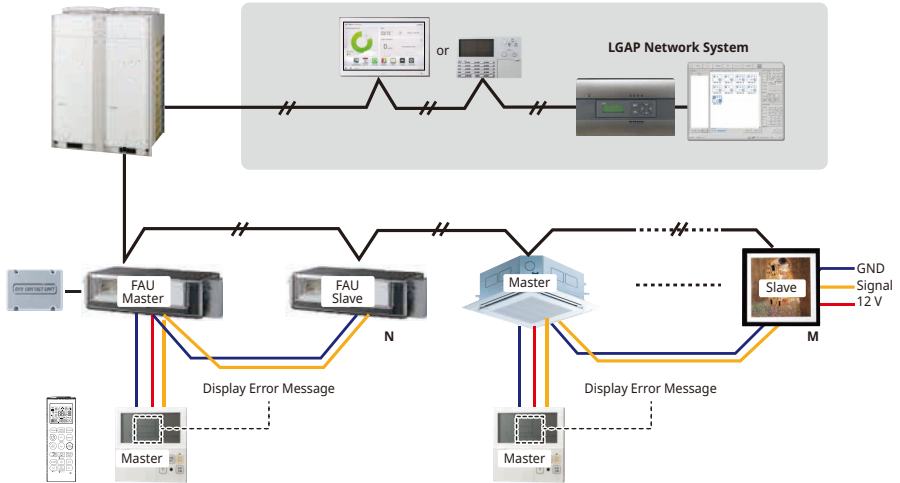 or
LGAP Network System
FAU
Master
FAU
Slave
Master
Slave
GND
Signal
12 V
N
M
Display Error Message
Display Error Message
Master
Master